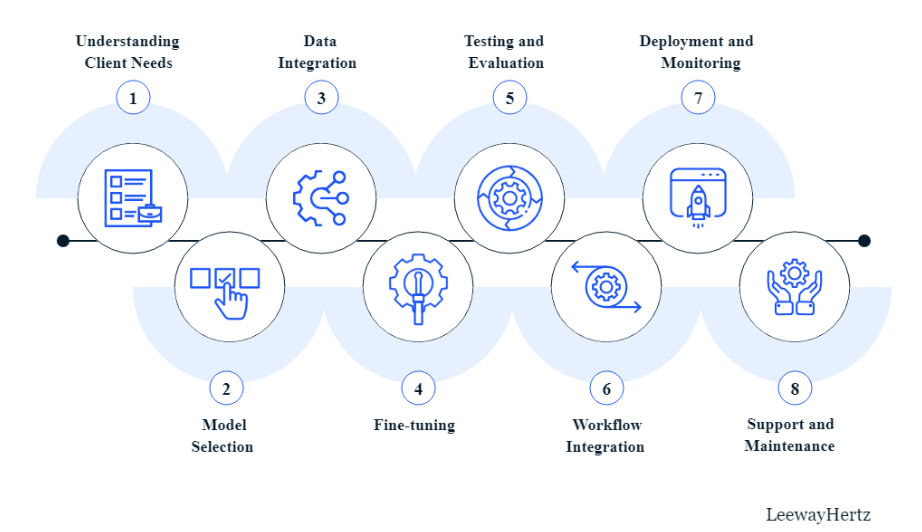 Understanding
Client Needs
1
Data
Integration
3
Testing and
Evaluation
5
Deployment and
Monitoring
7
2
Model
Selection
4
Fine-tuning
6
Workflow
Integration
8
Support and
Maintenance
LeewayHertz